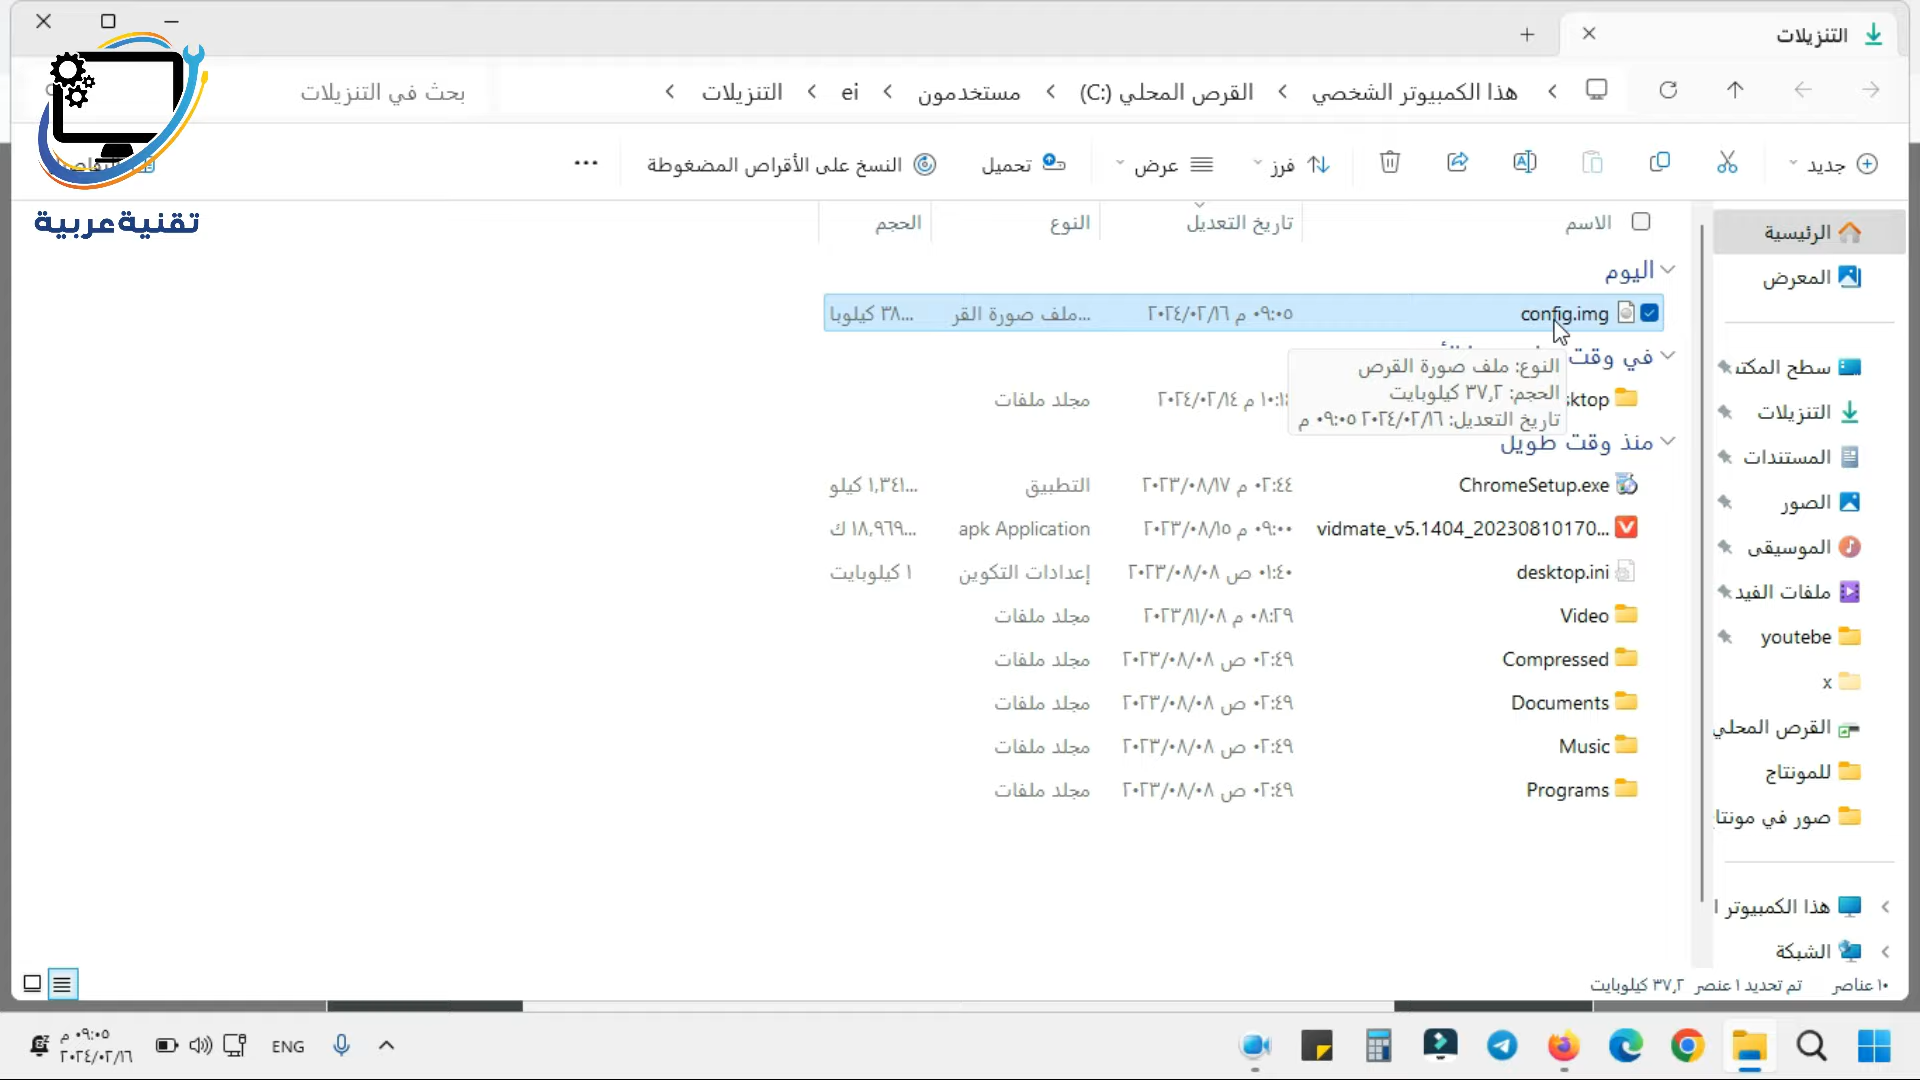 التنزيلات
هذا الكمبيوتر الشخصي
القرص المحلي (C:)
مستخدمون
ei
التنزيلات
بحث في التنزيلات
جديد
فرز
عرض
تحميل
النسخ على الأقراص المضغوطة
...
تقنية عربية
الاسم
تاريخ التعديل
النوع
الحجم
اليوم
config.img ٠٩:٠٥ م ٢٠٢٤/٠٢/١٦ ملف صورة القر... ٣٨ كيلوبا...
في وقت
النوع: ملف صورة القرص
الحجم: ٣٧٫٢ كيلوبايت
تاريخ التعديل: ٢٠٢٤/٠٢/١٦ ٠٩:٠٥ م
ktop م ٢٠٢٤/٠٢/١٤ مجلد ملفات
منذ وقت طويل
ChromeSetup.exe ٠٢:٤٤ م ٢٠٢٣/٠٨/١٧ التطبيق ١,٣٤١ كيلو...
vidmate_v5.1404_20230810170... ٠٩:٠٠ م ٢٠٢٣/٠٨/١٥ apk Application ١٨,٩٦٩ ك...
desktop.ini ٠١:٤٠ ص ٢٠٢٣/٠٨/٠٨ إعدادات التكوين ١ كيلوبايت
Video ٠٨:٢٩ م ٢٠٢٣/١١/٠٨ مجلد ملفات
Compressed ٠٢:٤٩ ص ٢٠٢٣/٠٨/٠٨ مجلد ملفات
Documents ٠٢:٤٩ ص ٢٠٢٣/٠٨/٠٨ مجلد ملفات
Music ٠٢:٤٩ ص ٢٠٢٣/٠٨/٠٨ مجلد ملفات
Programs ٠٢:٤٩ ص ٢٠٢٣/٠٨/٠٨ مجلد ملفات
الرئيسية
المعرض
سطح المكتب
التنزيلات
المستندات
الصور
الموسيقى
ملفات الفيد
youtebe
x
القرص المحلي
للمونتاج
صور في مونتا
هذا الكمبيوتر ا
الشبكة
١٠ عناصر
تم تحديد ١ عنصر ٣٧٫٢ كيلوبايت
ENG
٠٩:٠٥ م
٢٠٢٤/٠٢/١٦